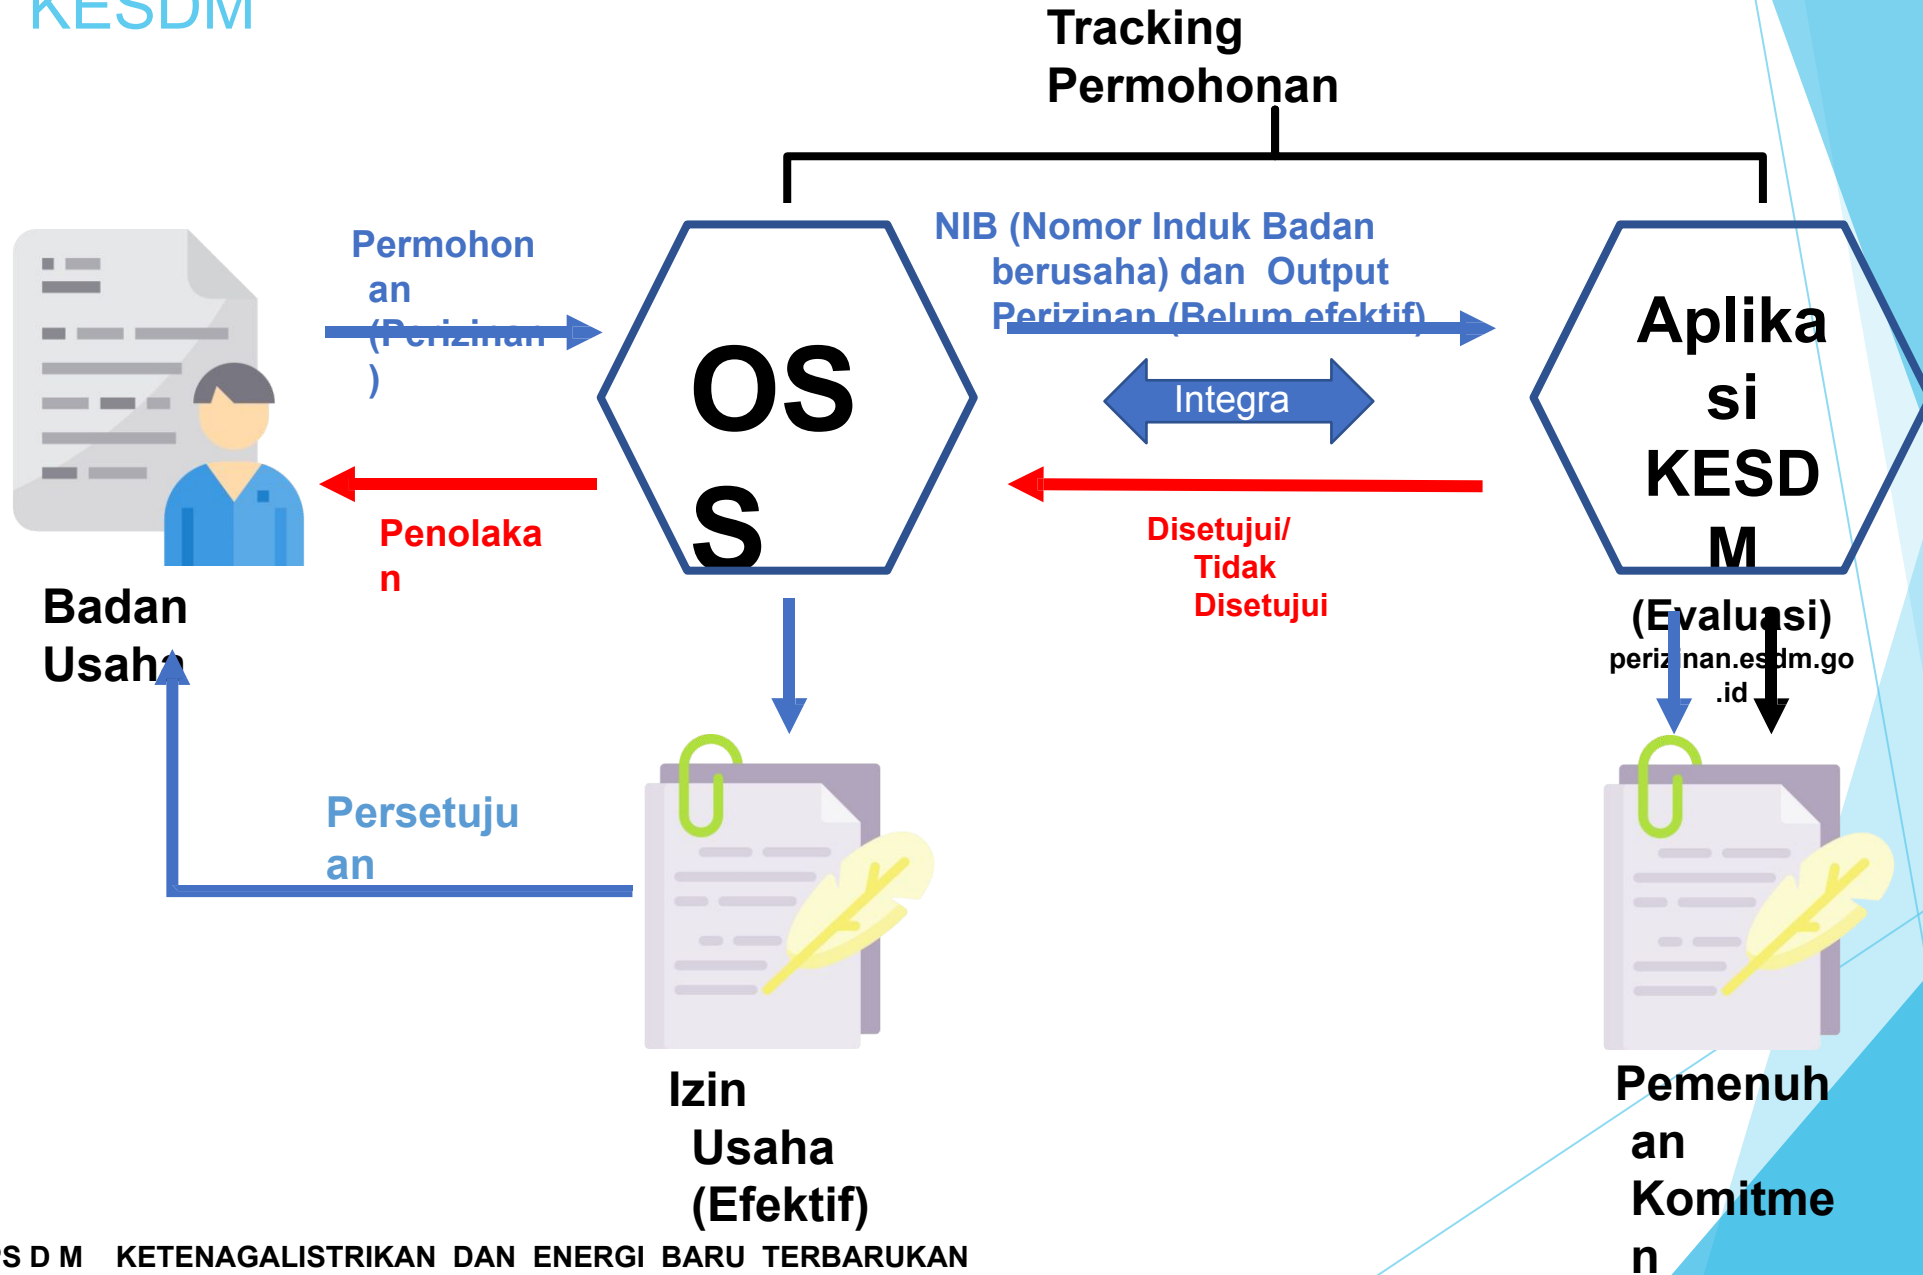 KESDM
Tracking
Permohonan
Permohon
an
(Perizinan
)
NIB (Nomor Induk Badan
berusaha) dan Output
Perizinan (Belum efektif)
OS
S
Integra
Aplika
si
KESD
M
Penolaka
n
Disetujui/
Tidak
Disetujui
Badan
Usaha
(Evaluasi)
perizinan.esdm.go
.id
Persetuju
an
Izin
Usaha
(Efektif)
Pemenuh
an
Komitme
n
S D M KETENAGALISTRIKAN DAN ENERGI BARU TERBARUKAN